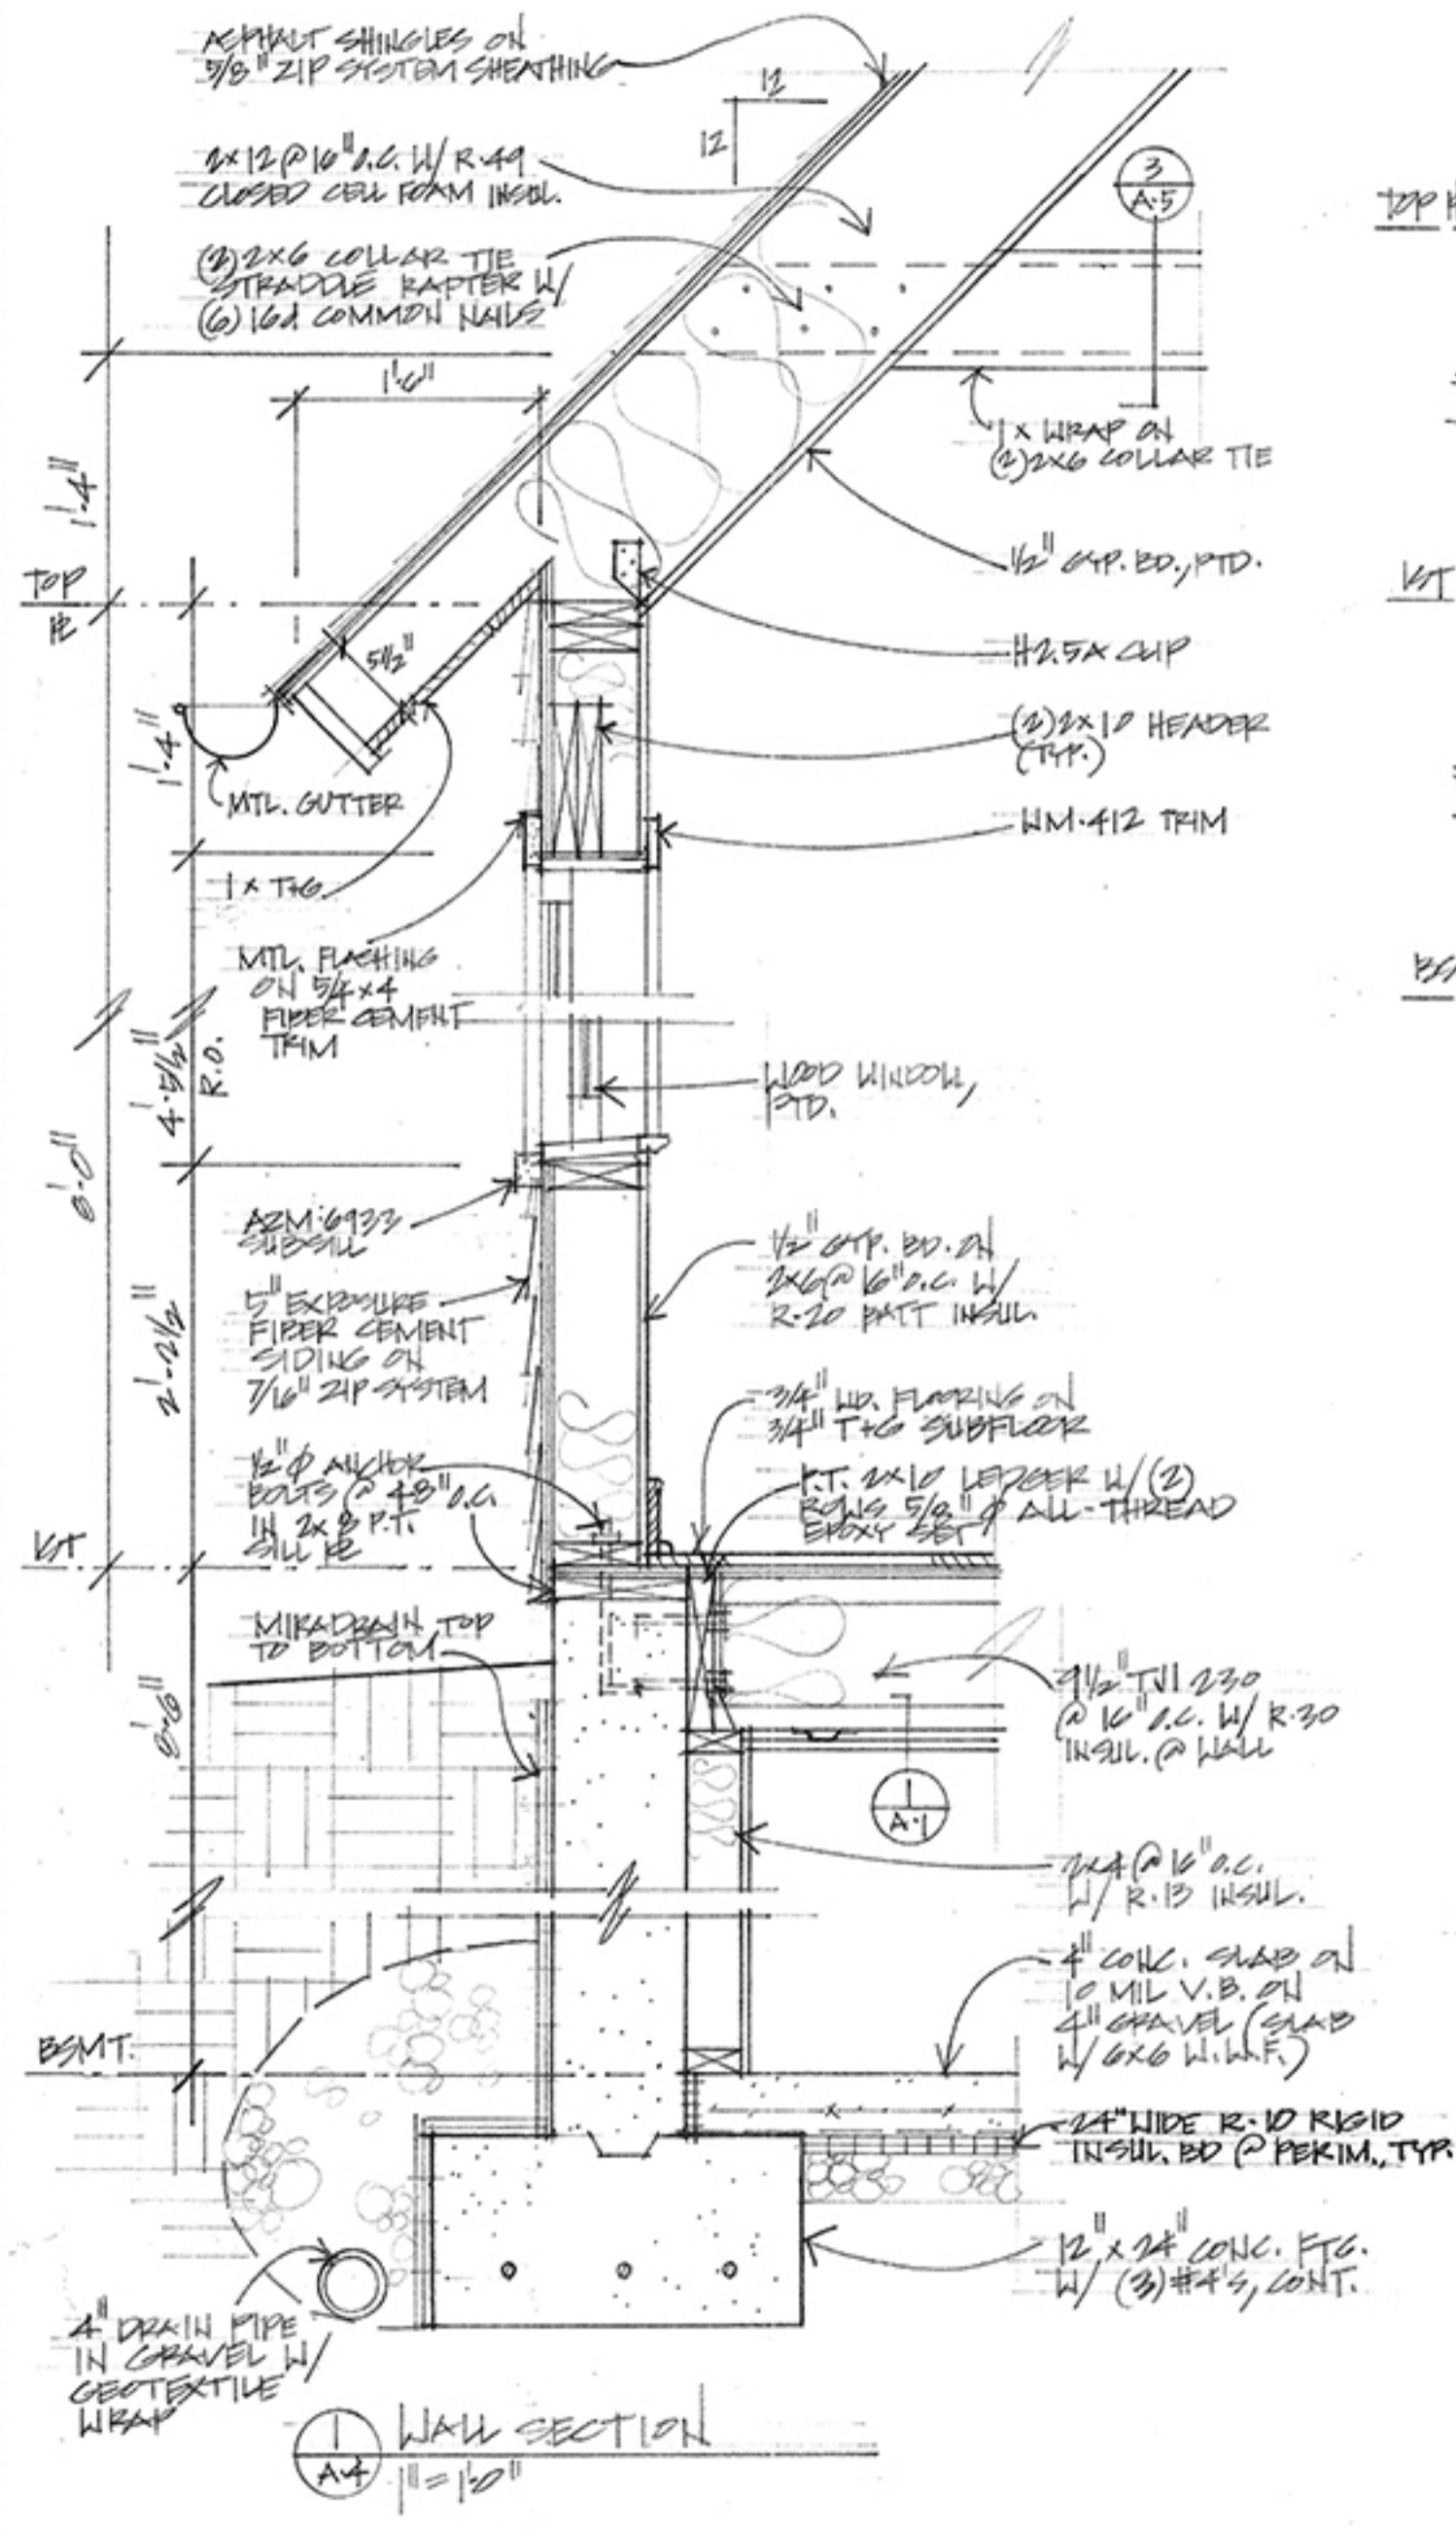 ASPHALT SHINGLES ON
5/8" ZIP SYSTEM SHEATHING
12
12
2x12@16"O.C. W/ R-49
CLOSED CELL FOAM INSUL.
3
A-5
TOP
(2)2x6 COLLAR TIE
STRADDLE RAFTER W/
(6)16d COMMON NAILS
1'-6"
1x WRAP ON
(2)2x6 COLLAR TIE
1'-4"
1/2" GYP. BD., PTD.
TOP
PL
1ST
5 1/2"
H2.5A CLIP
1'-4"
(2)2x10 HEADER
(TYP.)
MTL. GUTTER
WM-412 TRIM
1x T+G
MTL. FLASHING
ON 5/4x4
FIBER CEMENT
TRIM
BS
4'-5 1/2"
R.O.
WOOD WINDOW,
PTD.
8'-0"
AZM-6933
SUBSILL
1/2" GYP. BD. ON
2x6@16"O.C. W/
R-20 BATT INSUL.
5" EXPOSURE
FIBER CEMENT
SIDING ON
7/16" ZIP SYSTEM
2'-2 1/2"
3/4" WD. FLOORING ON
3/4" T+G SUBFLOOR
1/2" Ø ANCHOR
BOLTS @ 48"O.C.
IN 2x8 P.T.
SILL PL
P.T. 2x10 LEDGER W/(2)
ROWS 5/8" Ø ALL-THREAD
EPOXY SET
1ST
MIRADRAIN, TOP
TO BOTTOM
8'-6"
9 1/2" TJI 230
@ 16"O.C. W/ R-30
INSUL. @ WALL
1
A-1
2x4@16"O.C.
W/ R-13 INSUL.
4" CONC. SLAB ON
10 MIL V.B. ON
4" GRAVEL (SLAB
W/ 6x6 W.W.F.)
BSMT.
24" WIDE R-10 RIGID
INSUL. BD @ PERIM., TYP.
12" x 24" CONC. FTG.
W/ (3)#4'S, CONT.
4" DRAIN PIPE
IN GRAVEL W/
GEOTEXTILE
WRAP
1
A-4
WALL SECTION
1"=1'-0"